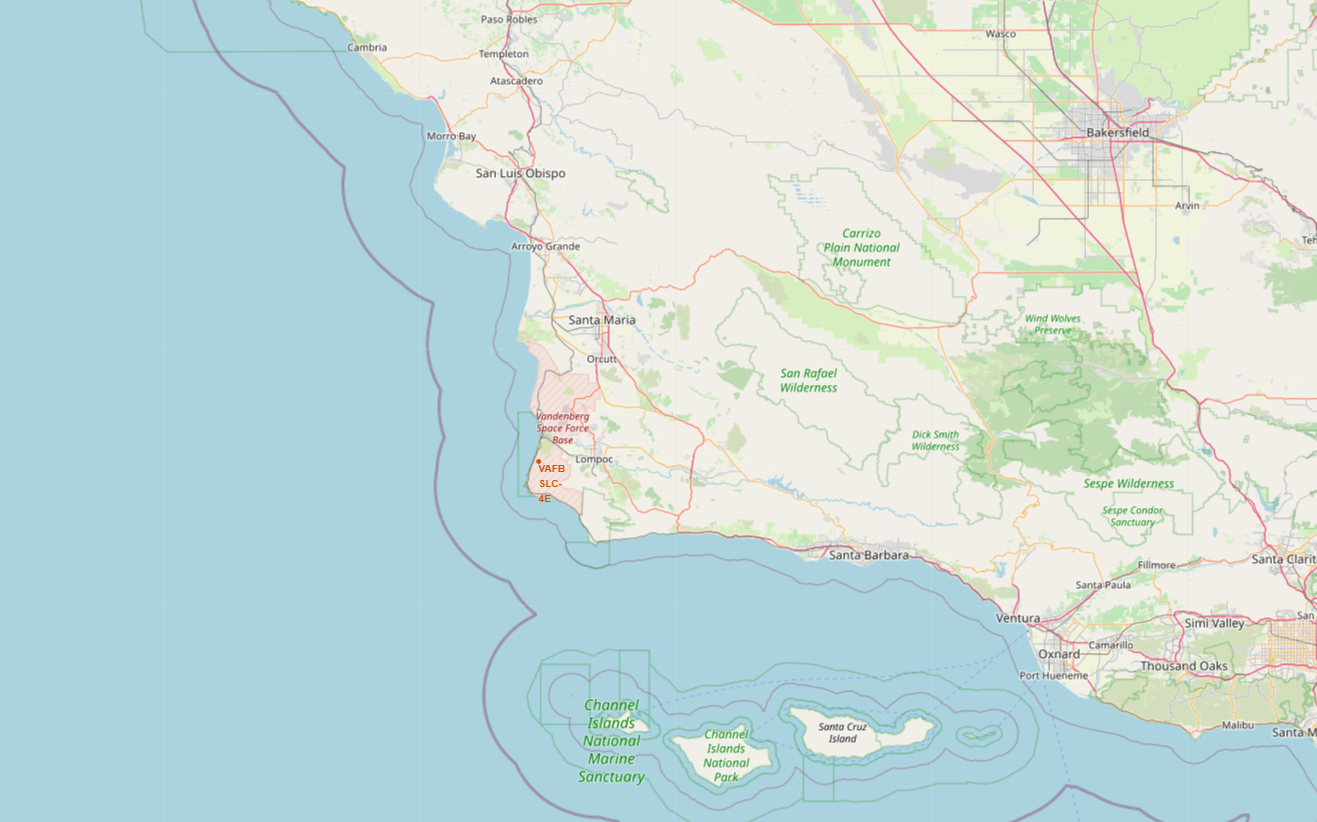 Paso Robles
Wasco
Cambria
Templeton
Atascadero
Bakersfield
Morro Bay
San Luis Obispo
Arvin
Carrizo
Plain National
Monument
Teh
Arroyo Grande
Santa Maria
Wind Wolves
Preserve
Orcutt
San Rafael
Wilderness
Vandenberg
Space Force
Base
Dick Smith
Wilderness
Lompoc
VAFB
SLC-
4E
Sespe Wilderness
Sespe Condor
Sanctuary
Santa Barbara
Santa Clarit
Fillmore
Santa Paula
Ventura
Simi Valley
San
Oxnard
Camarillo
Thousand Oaks
Port Hueneme
Channel
Islands
National
Marine
Sanctuary
Channel
Islands
National
Park
Santa Cruz
Island
Malibu
Santa M